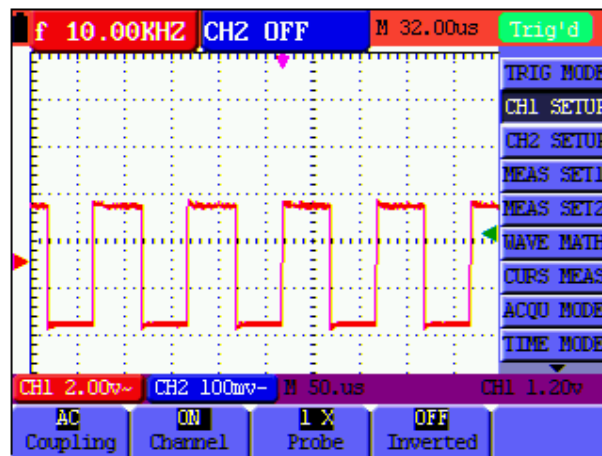 f 10.00KHZ CH2 OFF M 32.00us Trig'd
TRIG MODE
CH1 SETUP
CH2 SETUP
MEAS SET1
MEAS SET2
WAVE MATH
CURS MEAS
ACQU MODE
TIME MODE
CH1 2.00v~ CH2 100mv- M 50.us CH1 1.20v
AC ON 1 X OFF
Coupling Channel Probe Inverted